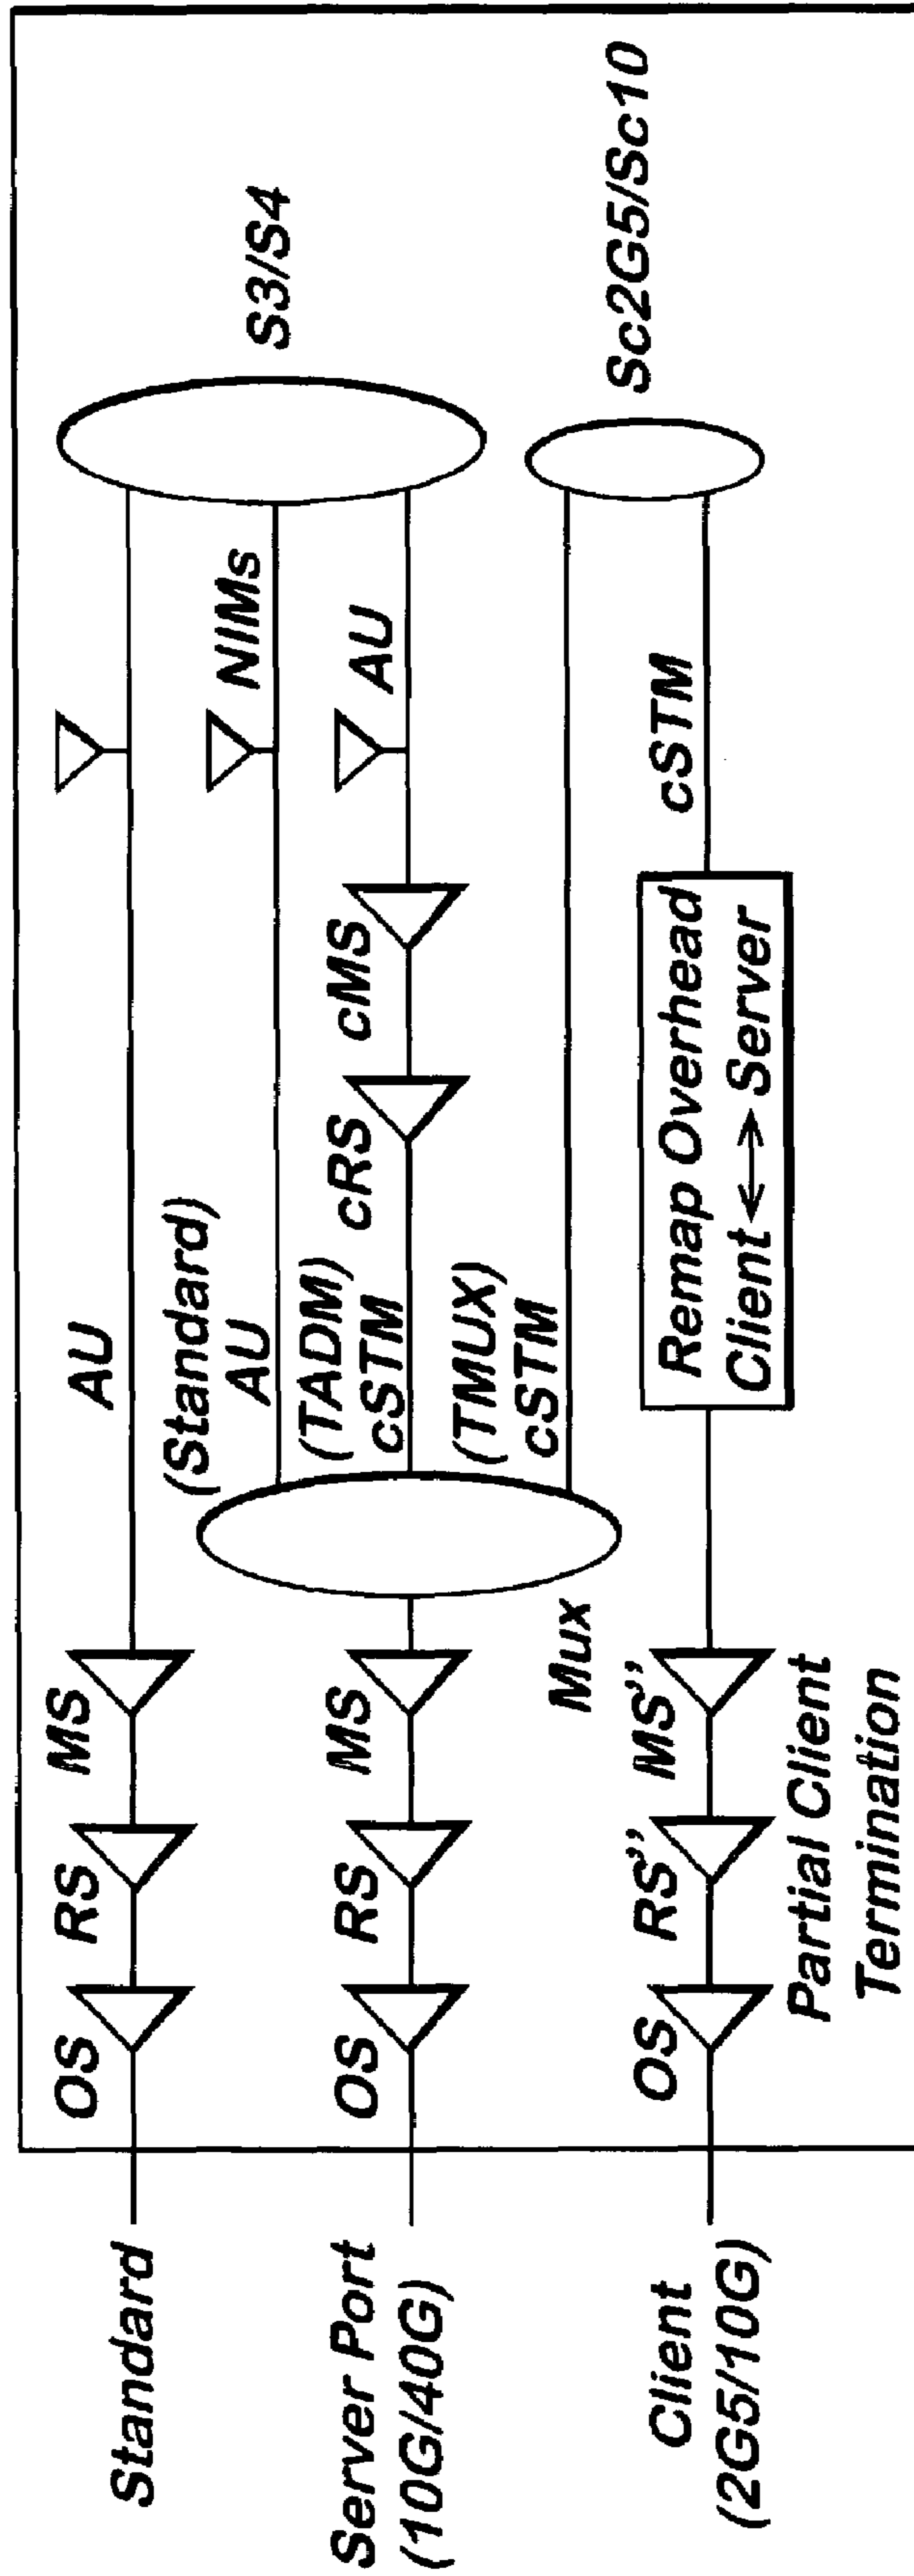 Standard
OS
RS
MS
AU
S3/S4
Server Port
(10G/40G)
OS
RS
MS
Mux
(Standard)
AU
NIMs
(TADM)
cSTM
cRS
cMS
AU
(TMUX)
cSTM
Sc2G5/Sc10
Client
(2G5/10G)
OS
RS”
MS”
Partial Client
Termination
Remap Overhead
Client <—> Server
cSTM